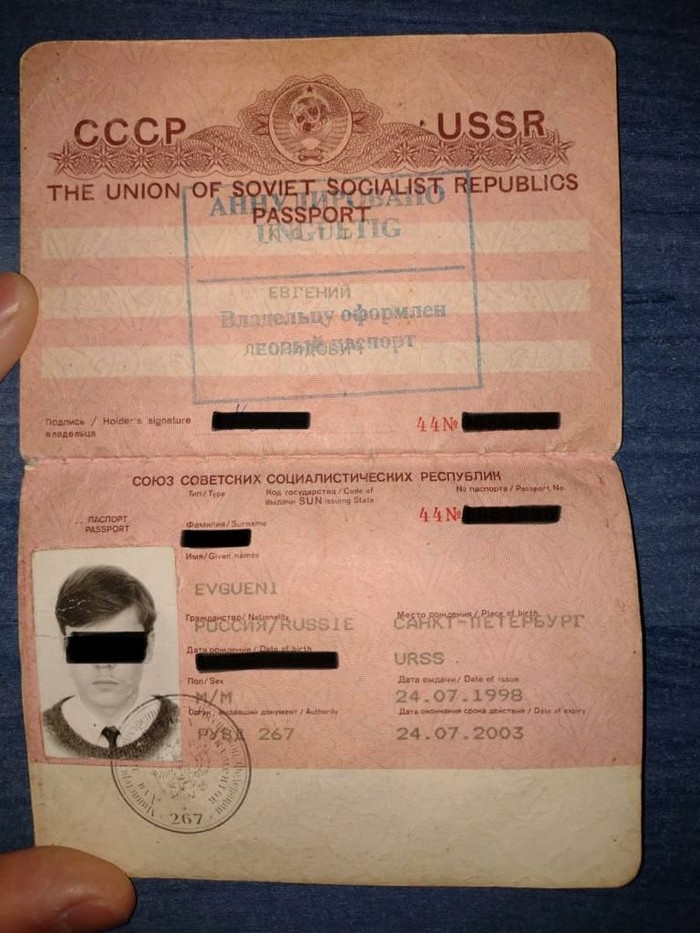 СССР USSR
THE UNION OF SOVIET SOCIALIST REPUBLICS
PASSPORT
АННУЛИРОВАНО
UNGUETIG
ЕВГЕНИЙ
Владельцу оформлен
новый паспорт
Подпись / Holder's signature
владельца
44№
СОЮЗ СОВЕТСКИХ СОЦИАЛИСТИЧЕСКИХ РЕСПУБЛИК
Тип/Type Код государства / Code of № паспорта / Passport No.
выдачи SUN issuing State
44№
ПАСПОРТ
PASSPORT
Фамилия/Surname
Имя/Given names
EVGUENI
Гражданство/Nationality Место рождения/Place of birth
РОССИЯ/RUSSIE САНКТ-ПЕТЕРБУРГ
Дата рождения / Date of birth
URSS
Пол/Sex Дата выдачи/ Date of issue
М/M 24.07.1998
Орган, выдавший документ / Authority Дата окончания срока действия / Date of expiry
РУВД 267 24.07.2003
267